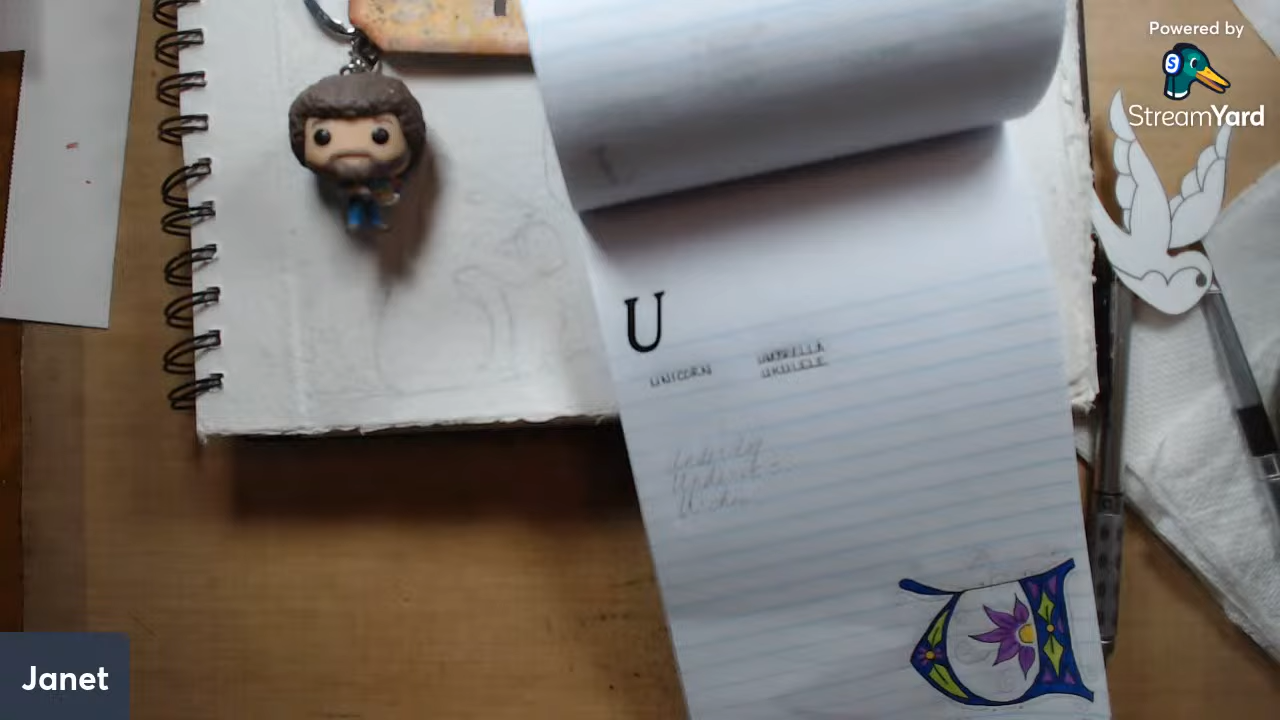 Powered by
StreamYard
U
UNICORN
UMBRELLA
UKULELE
U
Janet